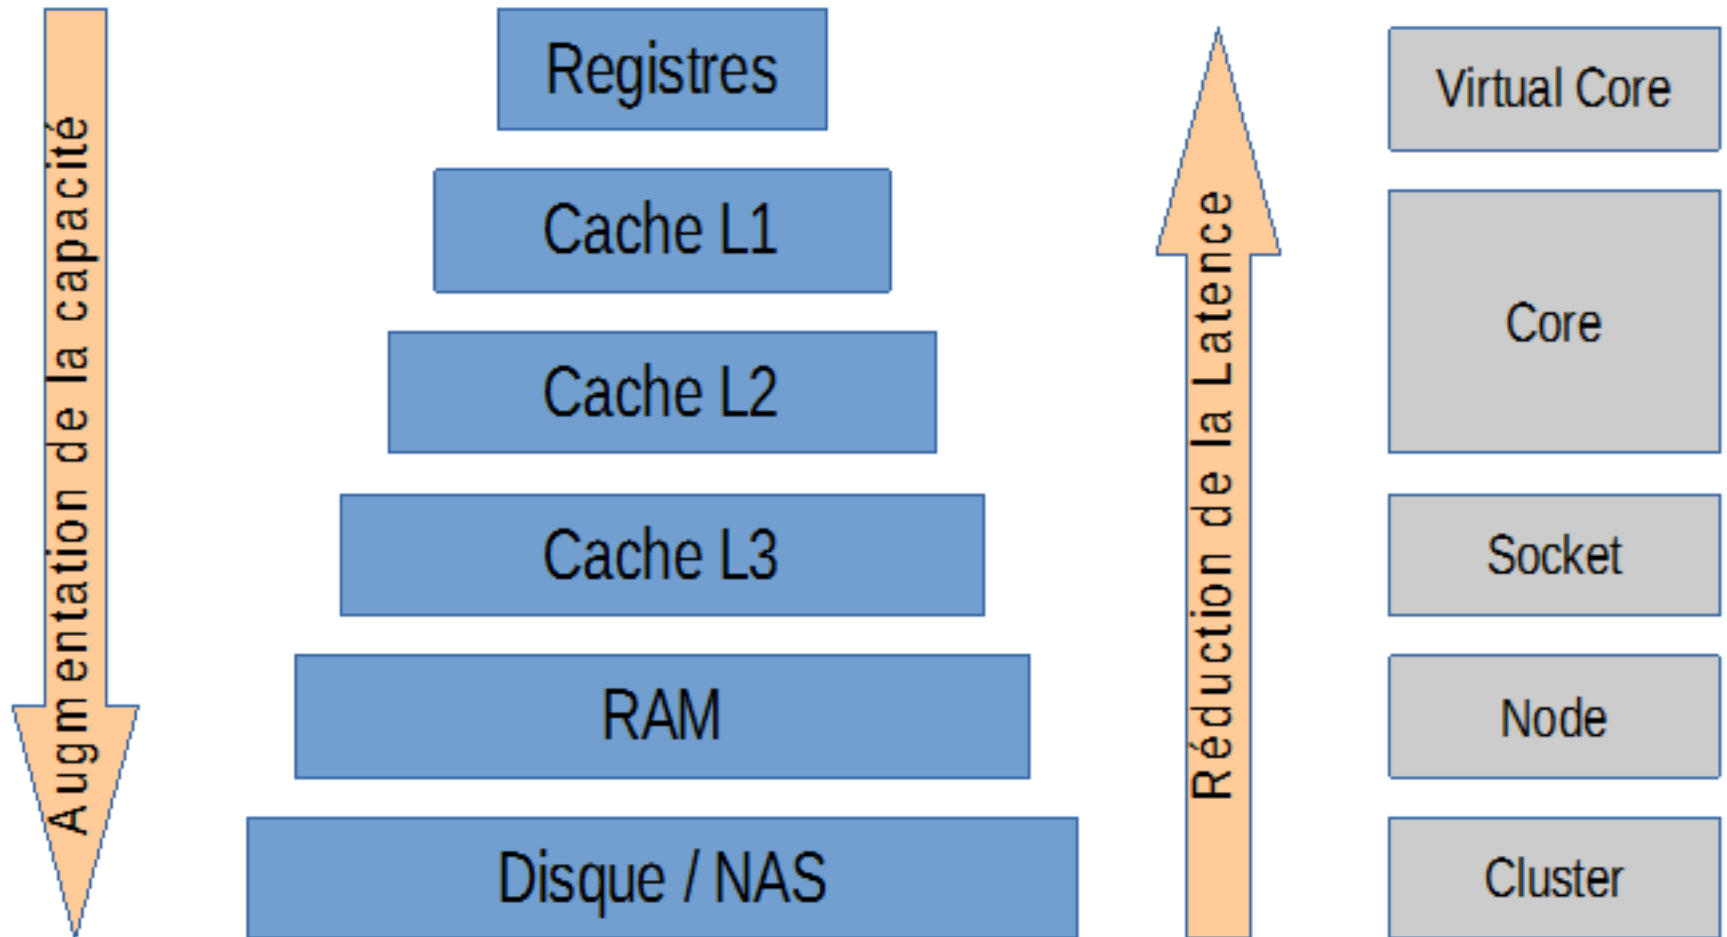 Augmentation de la capacité
Registres
Cache L1
Cache L2
Cache L3
RAM
Disque / NAS
Réduction de la Latence
Virtual Core
Core
Socket
Node
Cluster